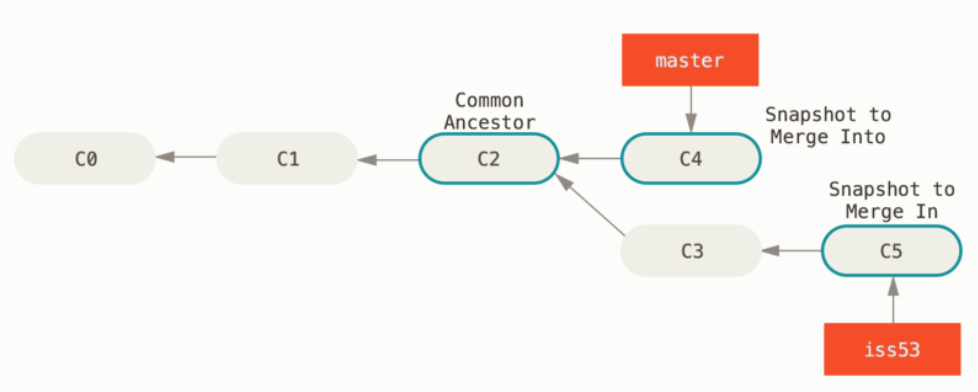 master
Common
Ancestor
Snapshot to
Merge Into
C0
C1
C2
C4
Snapshot to
Merge In
C3
C5
iss53